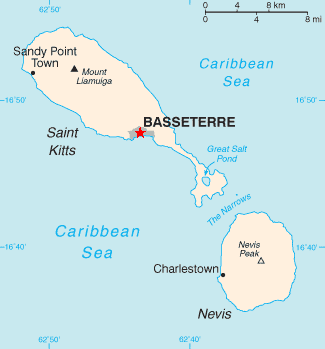 62°50'
0 4 8 km
0 4 8 mi
Sandy Point
Town
Mount
Liamuiga
Caribbean
Sea
16°50'
16°50'
BASSETERRE
Saint
Kitts
Great Salt
Pond
The Narrows
Caribbean
Sea
16°40'
16°40'
Nevis
Peak
Charlestown
Nevis
62°50'
62°40'